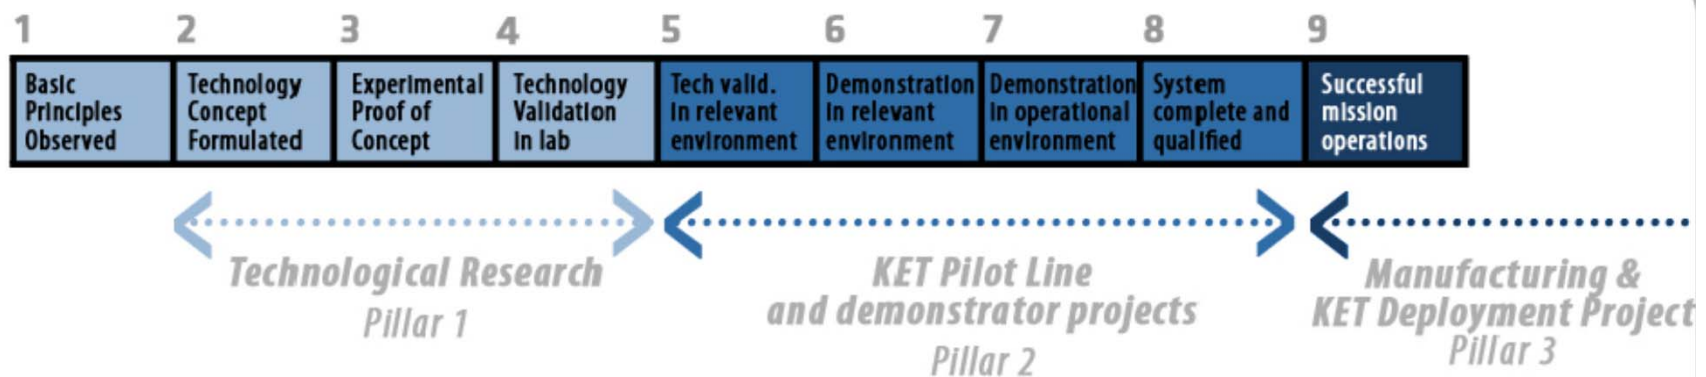 1 2 3 4 5 6 7 8 9
Basic
Principles
Observed
Technology
Concept
Formulated
Experimental
Proof of
Concept
Technology
Validation
in lab
Tech valid.
in relevant
environment
Demonstration
in relevant
environment
Demonstration
in operational
environment
System
complete and
qualified
Successful
mission
operations
Technological Research
Pillar 1
KET Pilot Line
and demonstrator projects
Pillar 2
Manufacturing &
KET Deployment Project
Pillar 3